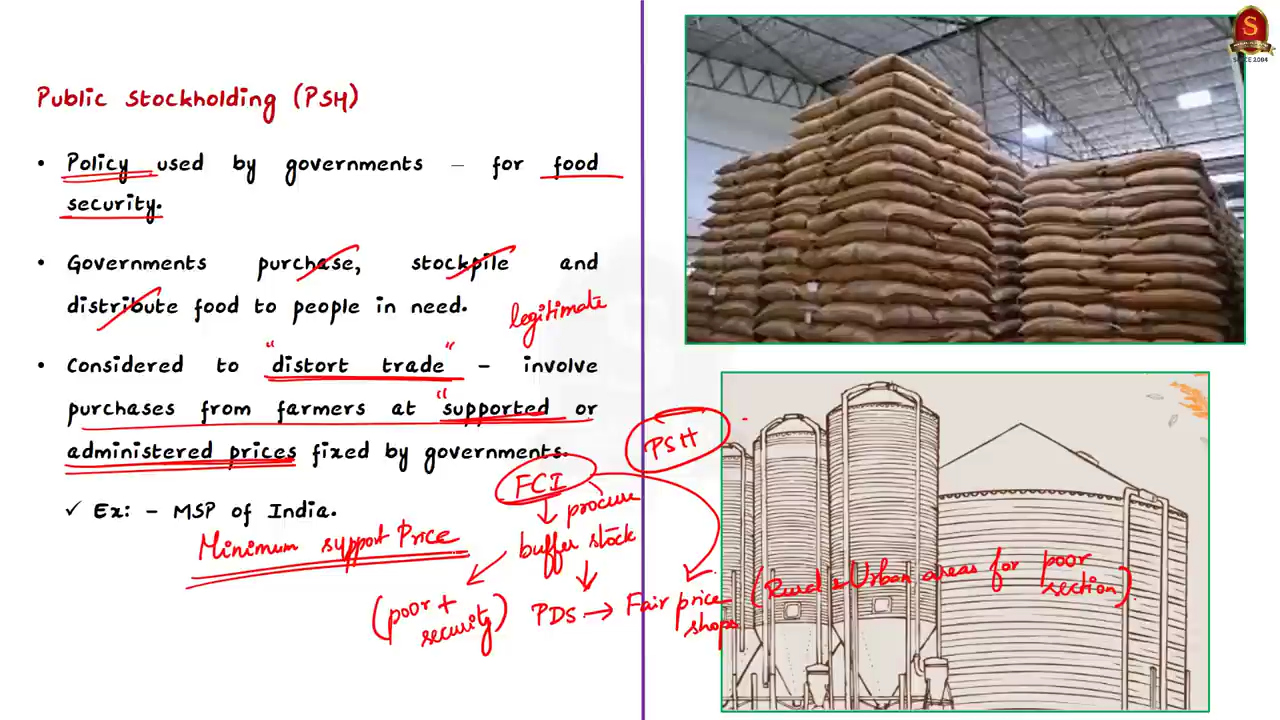 Public Stockholding (PSH)
• Policy used by governments – for food
security.
• Governments purchase, stockpile and
distribute food to people in need.
legitimate
• Considered to "distort trade" – involve
purchases from farmers at "supported or
administered prices fixed by governments.
✓ Ex: - MSP of India.
Minimum support Price
PSH
FCI
procure
buffer stock
(poor +
security)
PDS → Fair price
shops
(Rural & Urban areas for poor
section)
S
SINCE 2004